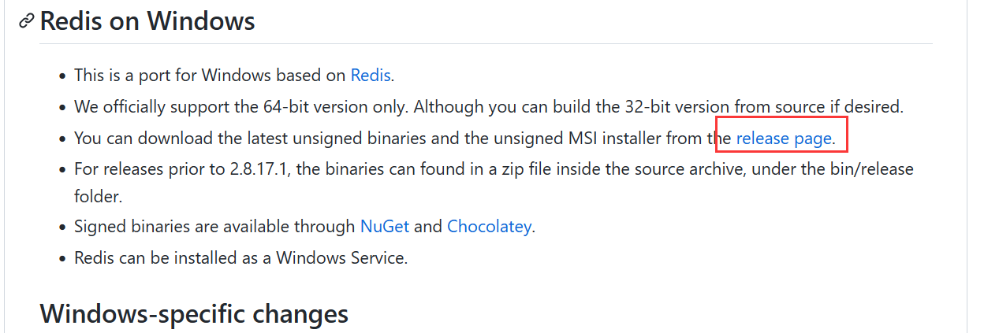 Redis on Windows
• This is a port for Windows based on Redis.
• We officially support the 64-bit version only. Although you can build the 32-bit version from source if desired.
• You can download the latest unsigned binaries and the unsigned MSI installer from the release page.
• For releases prior to 2.8.17.1, the binaries can found in a zip file inside the source archive, under the bin/release
folder.
• Signed binaries are available through NuGet and Chocolatey.
• Redis can be installed as a Windows Service.
Windows-specific changes